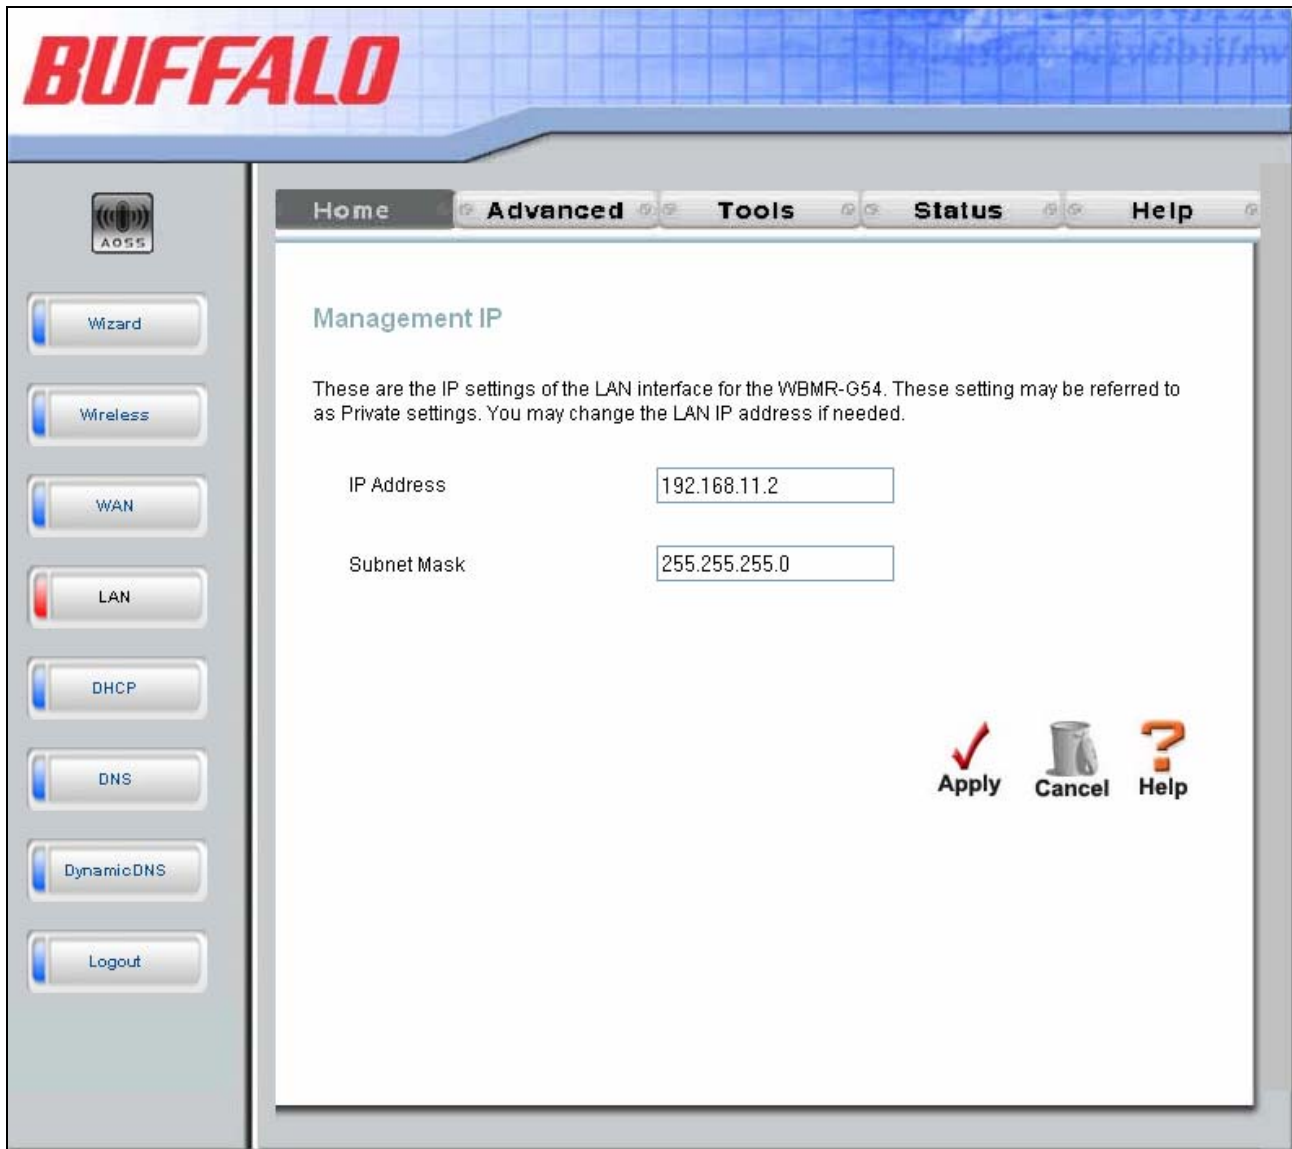 BUFFALO
AOSS
Home
Advanced
Tools
Status
Help
Wizard
Wireless
WAN
LAN
DHCP
DNS
DynamicDNS
Logout
Management IP
These are the IP settings of the LAN interface for the WBMR-G54. These setting may be referred to
as Private settings. You may change the LAN IP address if needed.
IP Address 192.168.11.2
Subnet Mask 255.255.255.0
Apply
Cancel
Help